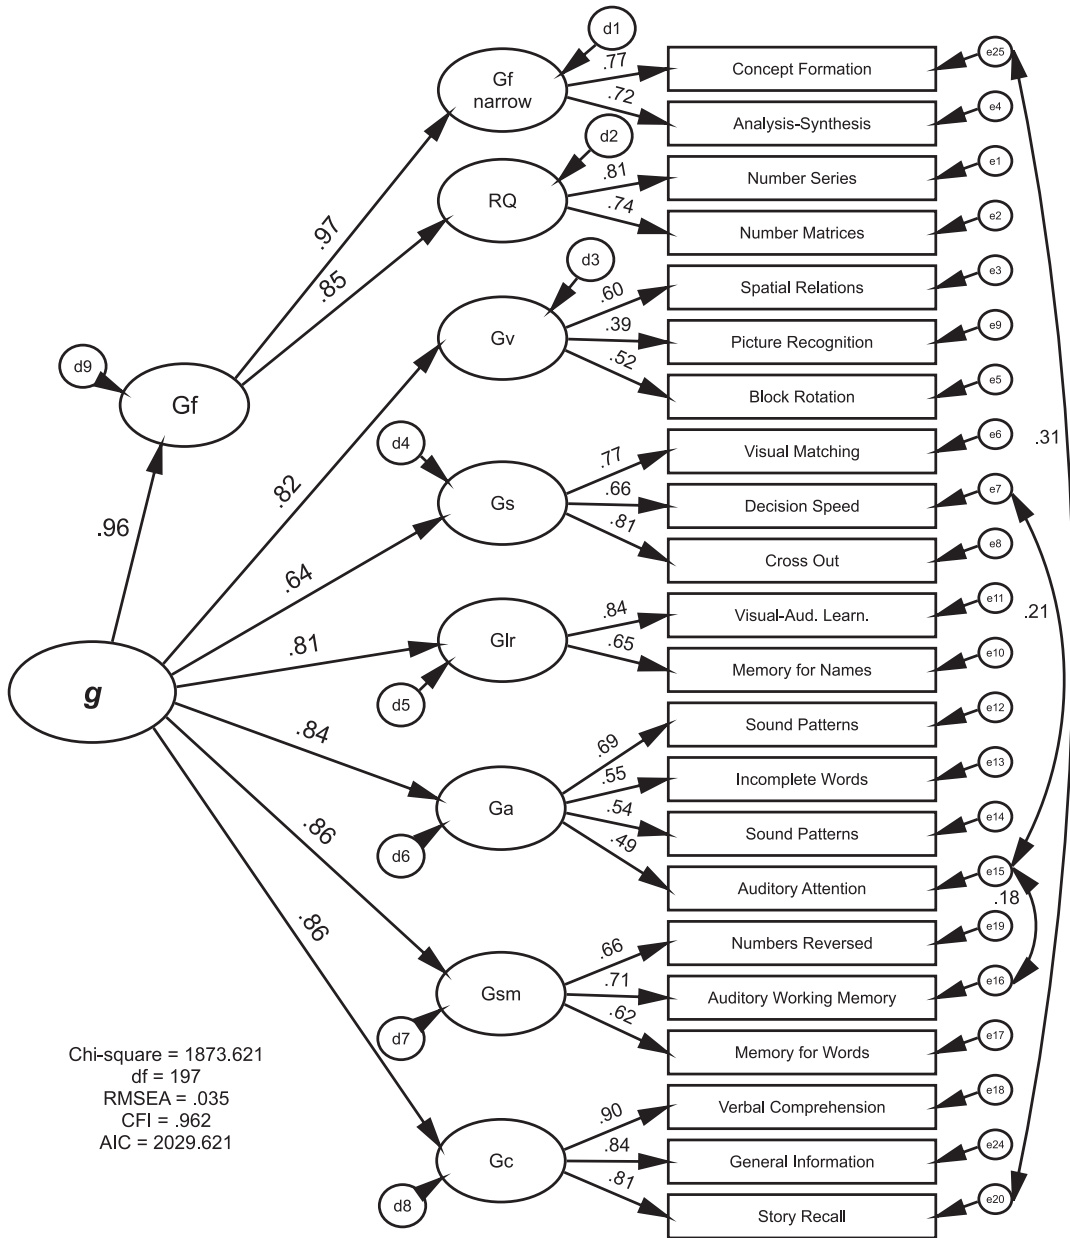 d1
Gf
narrow
.77
.72
Concept Formation
e25
Analysis-Synthesis
e4
d2
RQ
.81
.74
Number Series
e1
Number Matrices
e2
.97
.85
d3
Gv
.60
.39
.52
Spatial Relations
e3
Picture Recognition
e9
Block Rotation
e5
d9
Gf
.96
.82
d4
Gs
.77
.66
.81
Visual Matching
e6
Decision Speed
e7
Cross Out
e8
.31
.64
.81
Glr
d5
.84
.65
Visual-Aud. Learn.
e11
Memory for Names
e10
.21
g
.84
Ga
d6
.69
.55
.54
.49
Sound Patterns
e12
Incomplete Words
e13
Sound Patterns
e14
Auditory Attention
e15
.18
.86
.86
Gsm
d7
.66
.71
.62
Numbers Reversed
e19
Auditory Working Memory
e16
Memory for Words
e17
Gc
d8
.90
.84
.81
Verbal Comprehension
e18
General Information
e24
Story Recall
e20
Chi-square = 1873.621
df = 197
RMSEA = .035
CFI = .962
AIC = 2029.621